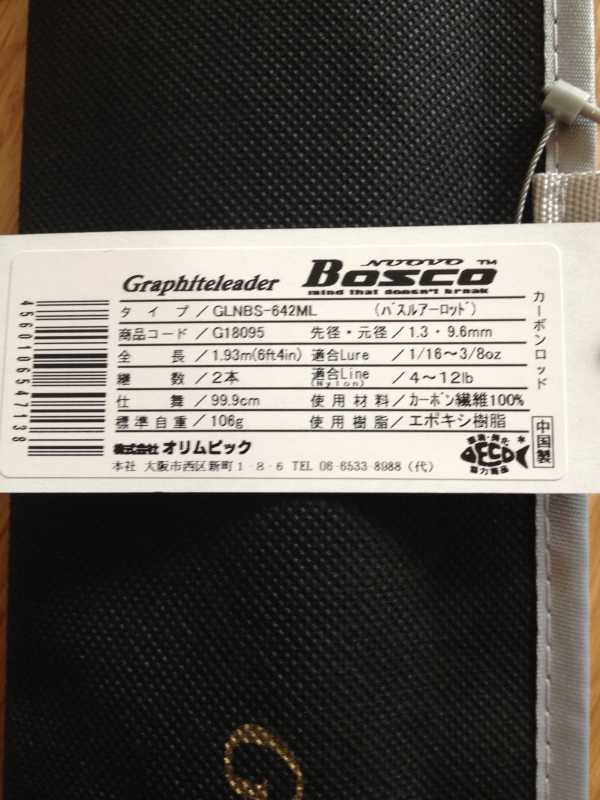 Graphiteleader NUOVO Bosco™
mind that doesn't break
タイプ/GLNBS-642ML (バスルアーロッド)
商品コード/G18095 先径・元径/1.3・9.6mm
全長/1.93m(6ft4in) 適合Lure/1/16〜3/8oz
継数/2本 適合Line(Nylon)/4〜12lb
仕舞/99.9cm 使用材料/カーボン繊維100%
標準自重/106g 使用樹脂/エポキシ樹脂
株式会社オリムピック
本社 大阪市西区新町1-8-6 TEL 06-6533-8988(代)
カーボンロッド
中国製
ECO
4560106547138
G